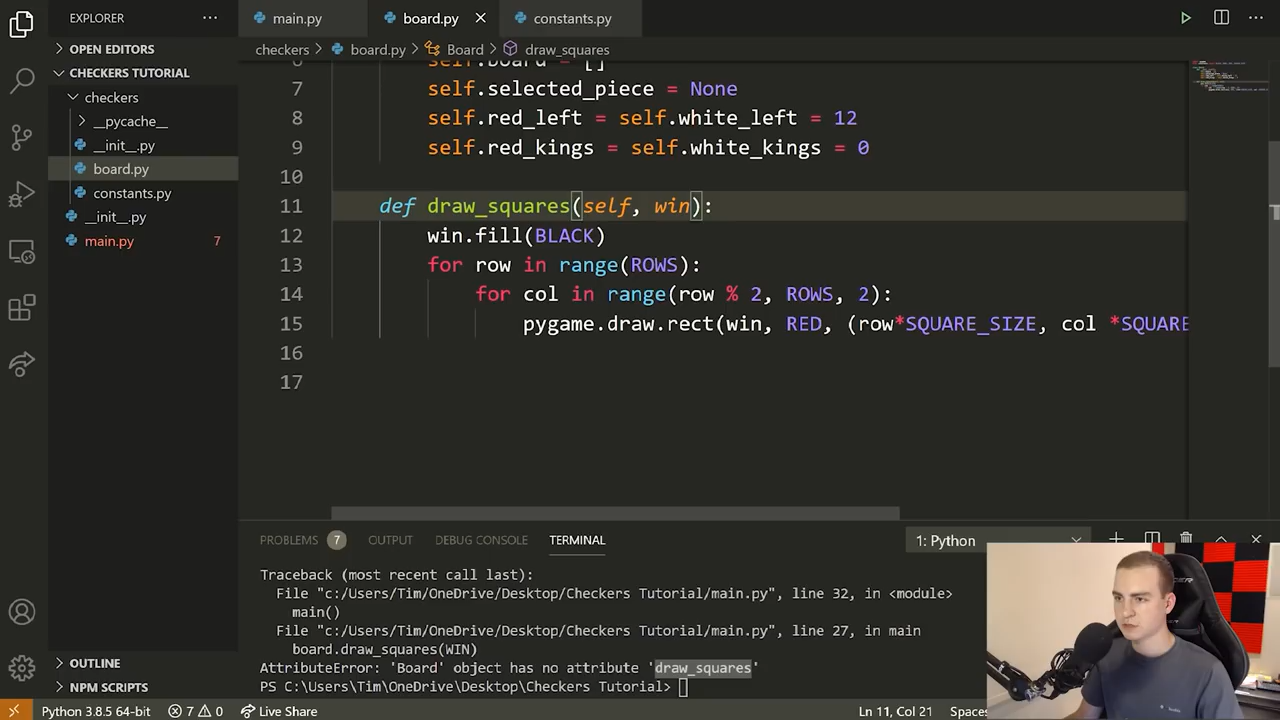 EXPLORER
OPEN EDITORS
CHECKERS TUTORIAL
checkers
__pycache__
__init__.py
board.py
constants.py
__init__.py
main.py 7
OUTLINE
NPM SCRIPTS
main.py board.py constants.py
checkers > board.py > Board > draw_squares
6 self.board = []
7 self.selected_piece = None
8 self.red_left = self.white_left = 12
9 self.red_kings = self.white_kings = 0
10
11 def draw_squares(self, win):
12 win.fill(BLACK)
13 for row in range(ROWS):
14 for col in range(row % 2, ROWS, 2):
15 pygame.draw.rect(win, RED, (row*SQUARE_SIZE, col *SQUARE
16
17
PROBLEMS 7 OUTPUT DEBUG CONSOLE TERMINAL 1: Python
Traceback (most recent call last):
File "c:/Users/Tim/OneDrive/Desktop/Checkers Tutorial/main.py", line 32, in <module>
main()
File "c:/Users/Tim/OneDrive/Desktop/Checkers Tutorial/main.py", line 27, in main
board.draw_squares(WIN)
AttributeError: 'Board' object has no attribute 'draw_squares'
PS C:\Users\Tim\OneDrive\Desktop\Checkers Tutorial>
Python 3.8.5 64-bit 7 0 Live Share Ln 11, Col 21 Spaces